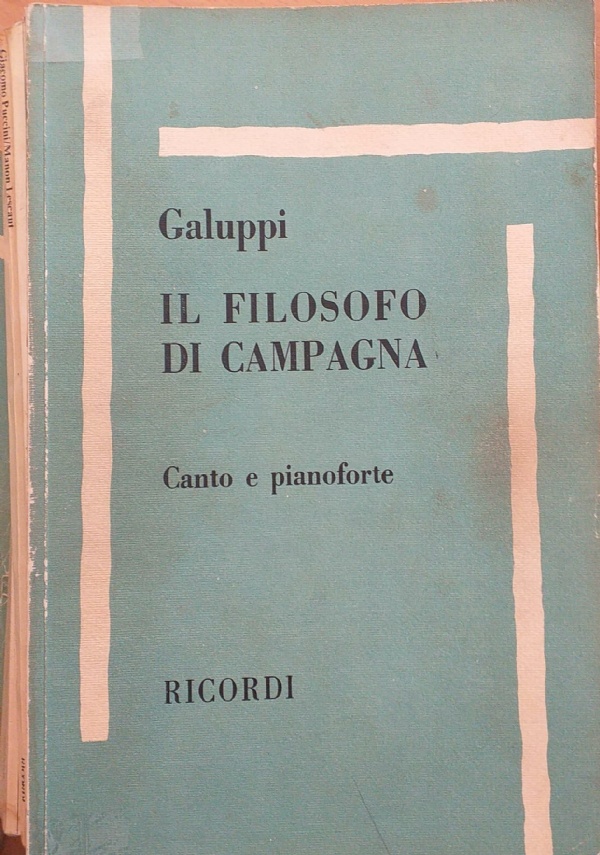 Galuppi
IL FILOSOFO
DI CAMPAGNA
Canto e pianoforte
RICORDI
Giacomo Puccini/Manon Lescaut